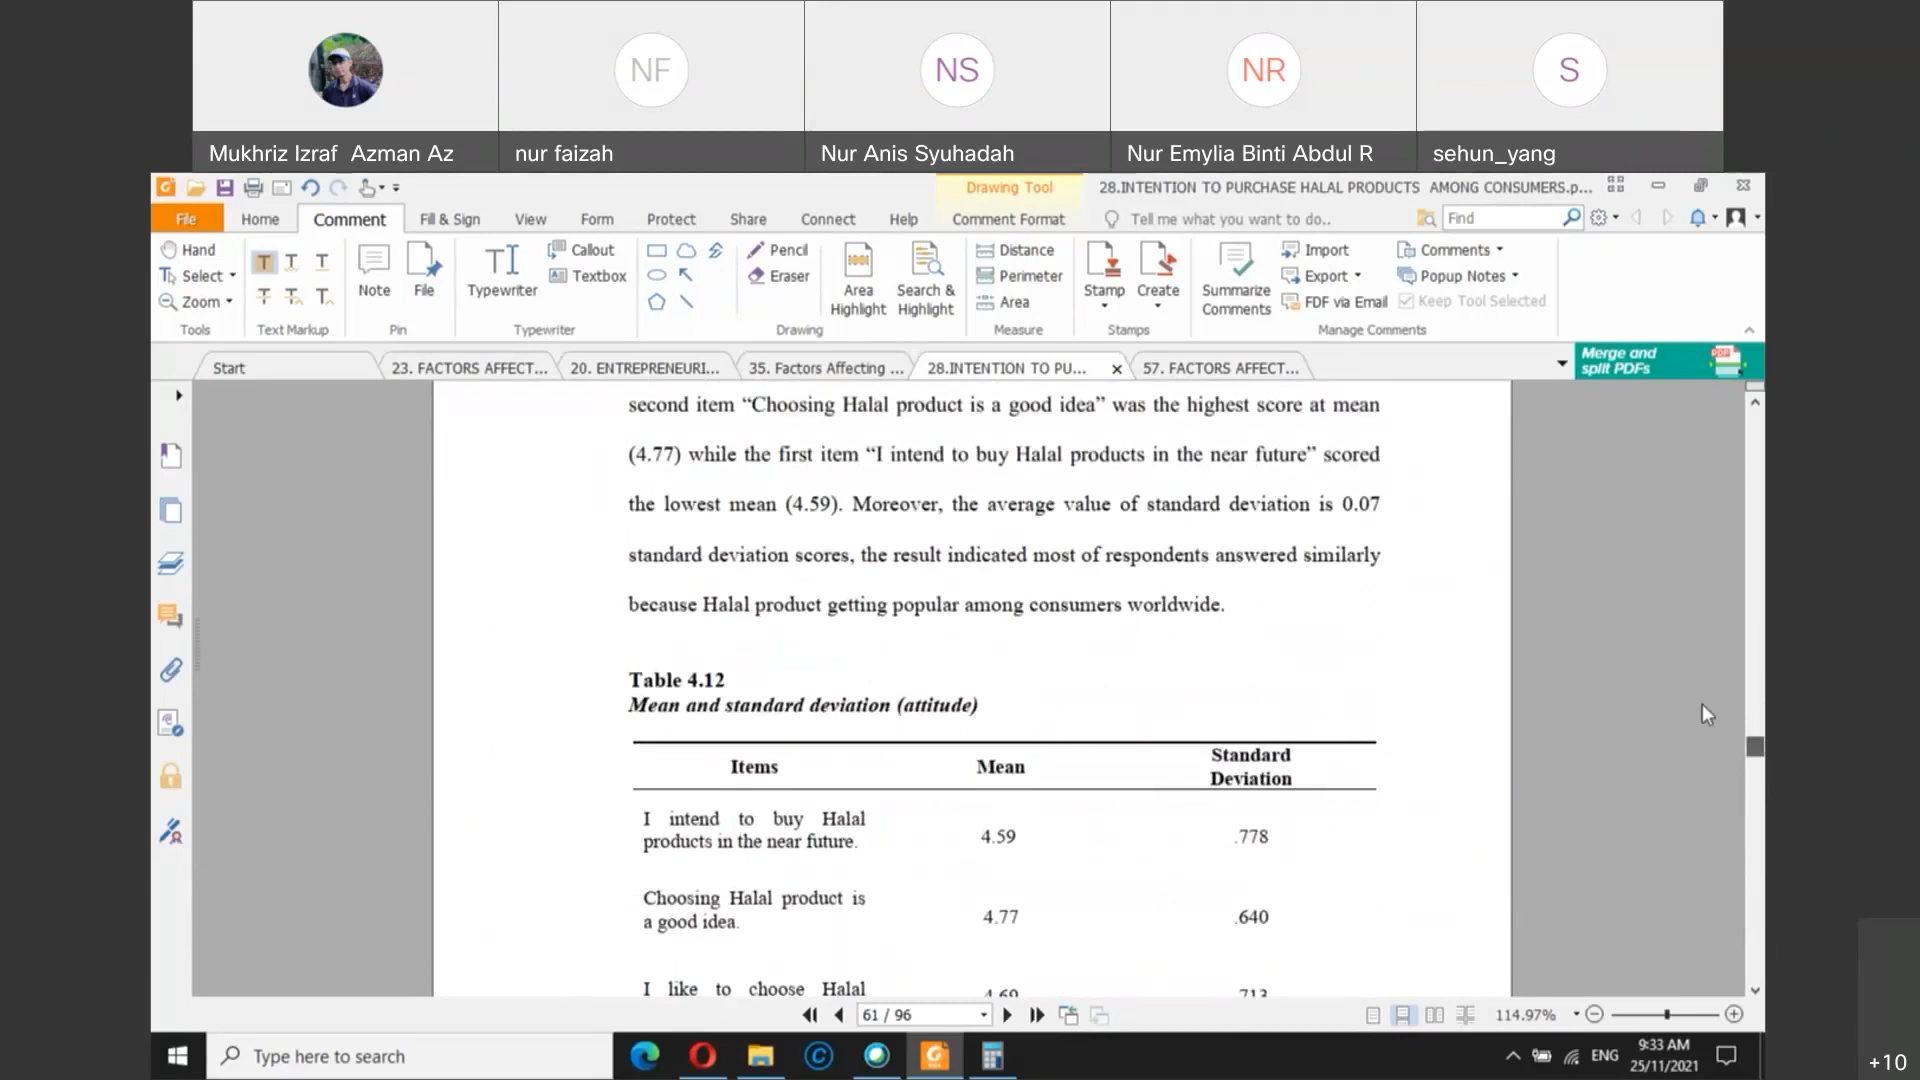 NF
NS
NR
S
Mukhriz Izraf Azman Az
nur faizah
Nur Anis Syuhadah
Nur Emylia Binti Abdul R
sehun_yang
Drawing Tool
28.INTENTION TO PURCHASE HALAL PRODUCTS AMONG CONSUMERS.p...
File
Home
Comment
Fill & Sign
View
Form
Protect
Share
Connect
Help
Comment Format
Tell me what you want to do..
Find
Hand
Select
Zoom
Tools
Text Markup
Note
File
Pin
Typewriter
Callout
Textbox
Typewriter
Pencil
Eraser
Area
Highlight
Search &
Highlight
Drawing
Distance
Perimeter
Area
Measure
Stamp
Create
Stamps
Summarize
Comments
Import
Export
FDF via Email
Comments
Popup Notes
Keep Tool Selected
Manage Comments
Start
23. FACTORS AFFECT...
20. ENTREPRENEURI...
35. Factors Affecting ...
28.INTENTION TO PU...
57. FACTORS AFFECT...
Merge and
split PDFs
second item “Choosing Halal product is a good idea” was the highest score at mean
(4.77) while the first item “I intend to buy Halal products in the near future” scored
the lowest mean (4.59). Moreover, the average value of standard deviation is 0.07
standard deviation scores, the result indicated most of respondents answered similarly
because Halal product getting popular among consumers worldwide.
Table 4.12
Mean and standard deviation (attitude)
Items
Mean
Standard
Deviation
I intend to buy Halal
products in the near future.
4.59
.778
Choosing Halal product is
a good idea.
4.77
.640
I like to choose Halal
4.69
.713
61 / 96
114.97%
Type here to search
ENG
9:33 AM
25/11/2021
+10